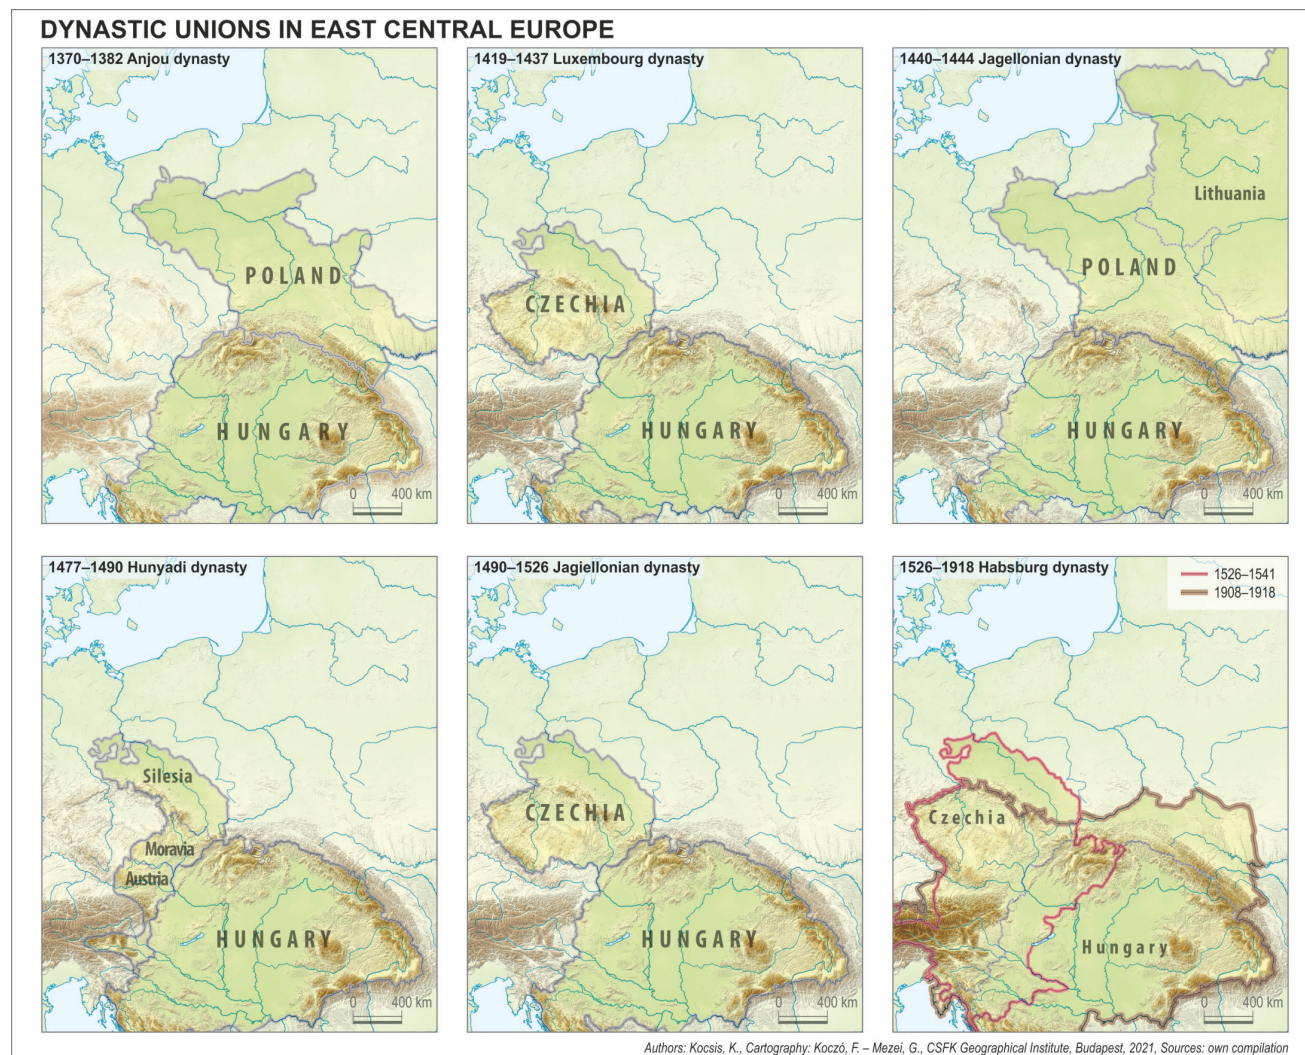 DYNASTIC UNIONS IN EAST CENTRAL EUROPE
1370–1382 Anjou dynasty
POLAND
HUNGARY
0 400 km
1419–1437 Luxembourg dynasty
CZECHIA
HUNGARY
0 400 km
1440–1444 Jagellonian dynasty
Lithuania
POLAND
HUNGARY
0 400 km
1477–1490 Hunyadi dynasty
Silesia
Moravia
Austria
HUNGARY
0 400 km
1490–1526 Jagiellonian dynasty
CZECHIA
HUNGARY
0 400 km
1526–1918 Habsburg dynasty
1526–1541
1908–1918
Czechia
Hungary
0 400 km
Authors: Kocsis, K., Cartography: Koczó, F. – Mezei, G., CSFK Geographical Institute, Budapest, 2021, Sources: own compilation